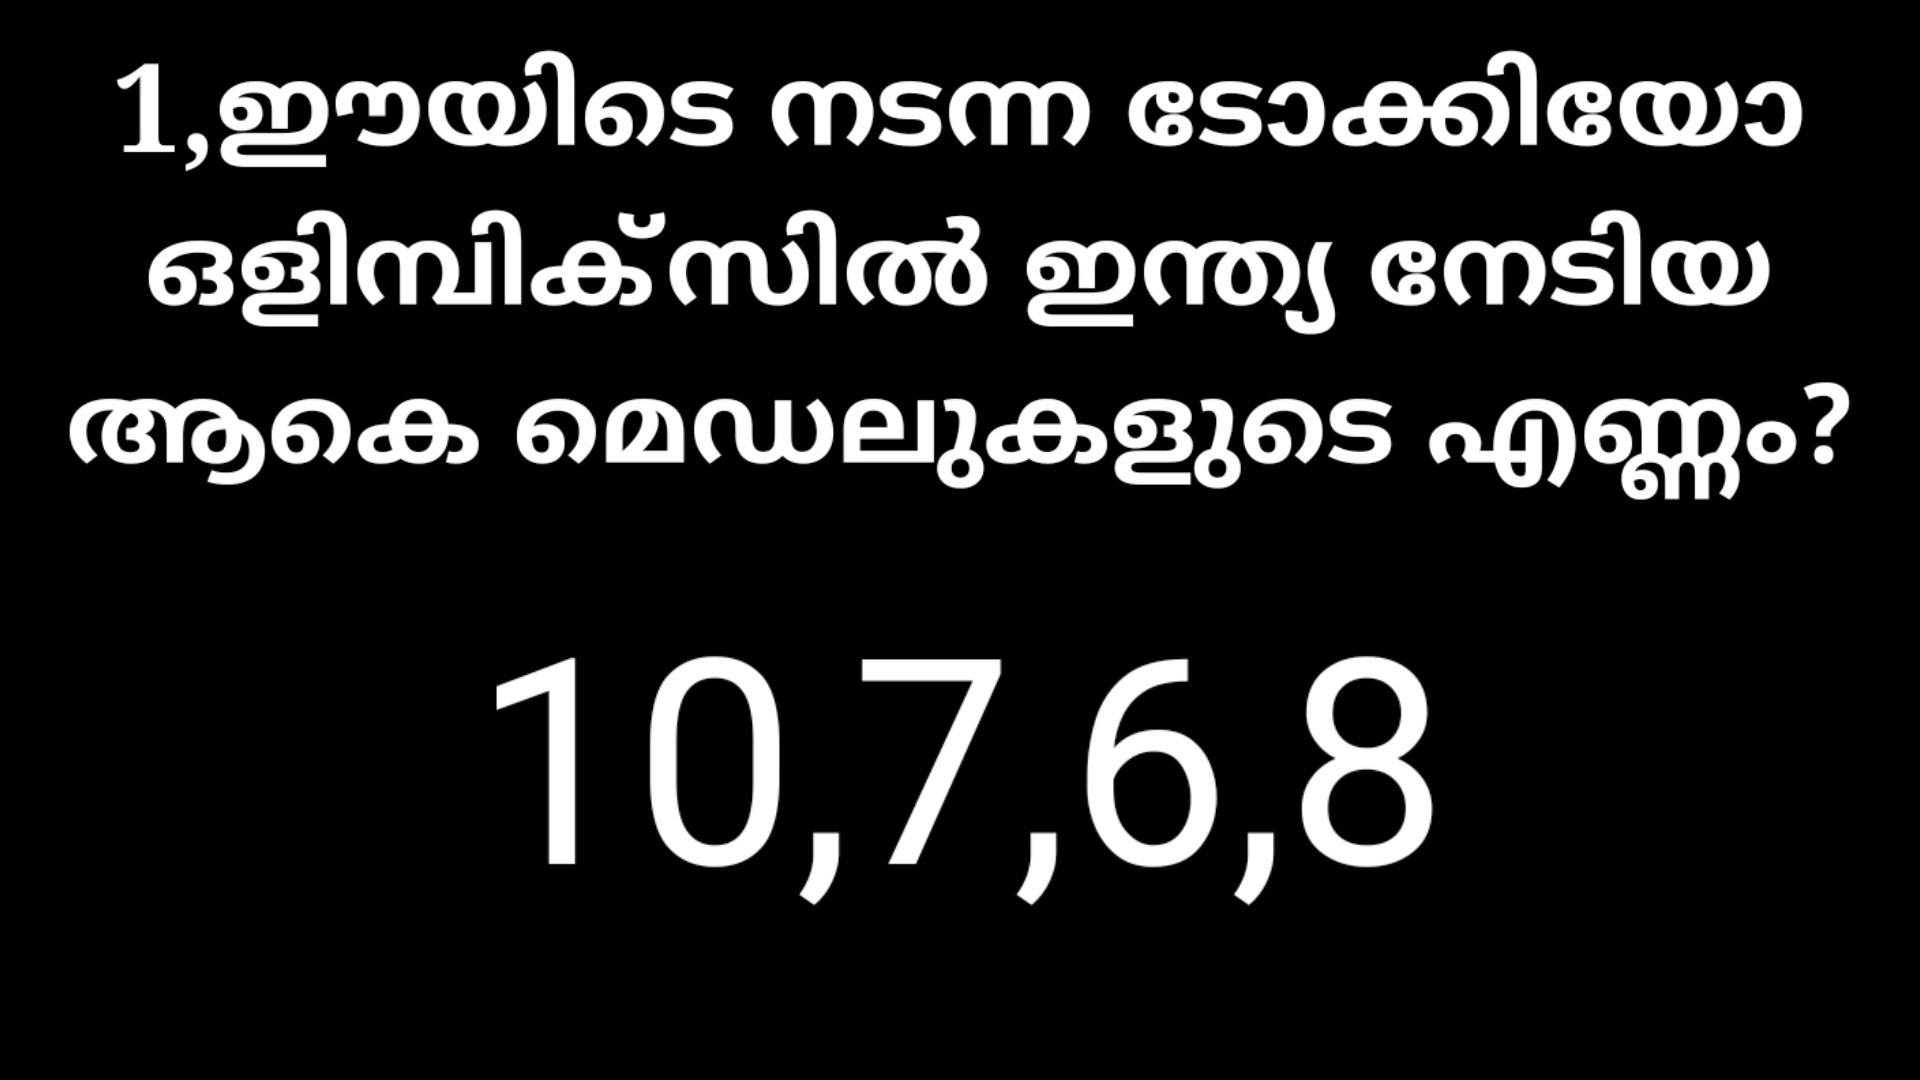 1,ഈയിടെ നടന്ന ടോക്കിയോ
ഒളിമ്പിക്സിൽ ഇന്ത്യ നേടിയ
ആകെ മെഡലുകളുടെ എണ്ണം?
10,7,6,8